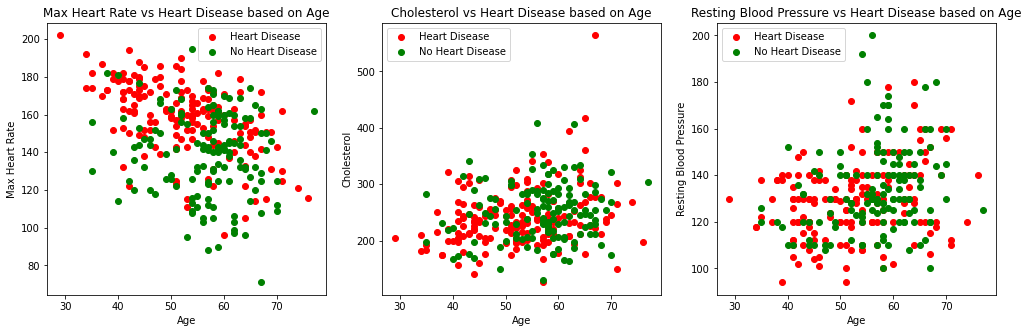 Max Heart Rate vs Heart Disease based on Age
Heart Disease
No Heart Disease
200
180
160
140
120
100
80
Max Heart Rate
30
40
50
60
70
Age
Cholesterol vs Heart Disease based on Age
Heart Disease
No Heart Disease
500
400
300
200
Cholesterol
30
40
50
60
70
Age
Resting Blood Pressure vs Heart Disease based on Age
Heart Disease
No Heart Disease
200
180
160
140
120
100
Resting Blood Pressure
30
40
50
60
70
Age